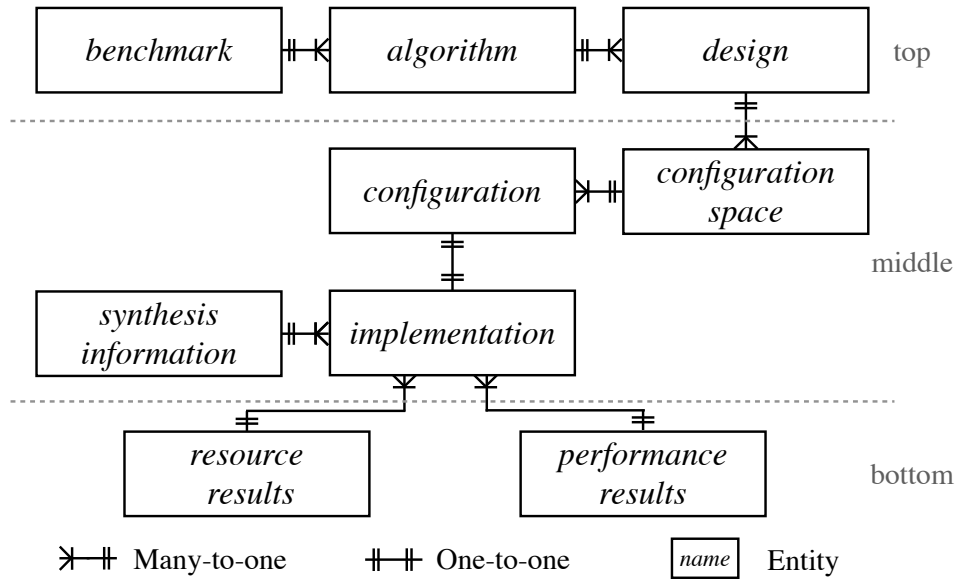 benchmark
algorithm
design
top
configuration
configuration
space
middle
synthesis
information
implementation
resource
results
performance
results
bottom
Many-to-one
One-to-one
name
Entity